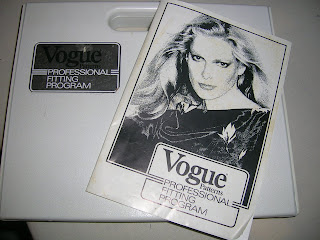 Vogue
PROFESSIONAL
FITTING
PROGRAM
Vogue
Patterns
PROFESSIONAL
FITTING
PROGRAM